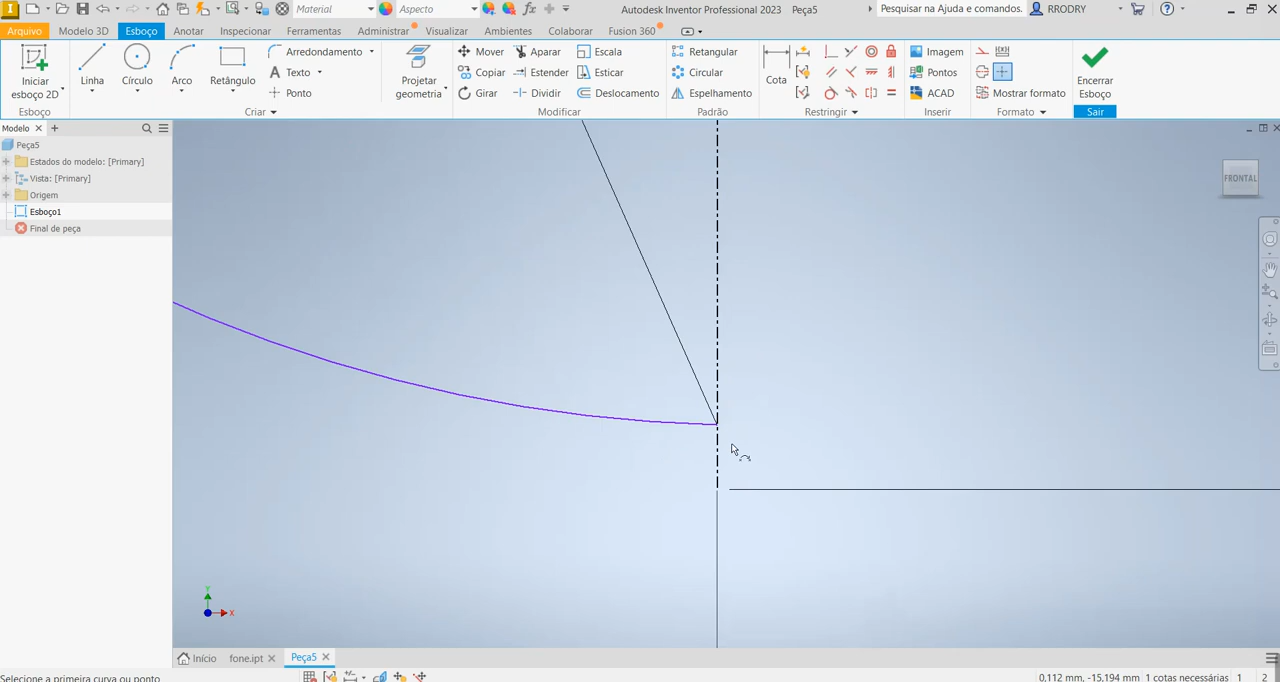 Material Aspecto fx Autodesk Inventor Professional 2023 Peça5 Pesquisar na Ajuda e comandos. RRODRY
Arquivo Modelo 3D Esboço Anotar Inspecionar Ferramentas Administrar Visualizar Ambientes Colaborar Fusion 360
Iniciar esboço 2D
Esboço
Linha Círculo Arco Retângulo
Arredondamento
Texto
Ponto
Criar
Projetar geometria
Mover Aparar Escala
Copiar Estender Esticar
Girar Dividir Deslocamento
Modificar
Retangular
Circular
Espelhamento
Padrão
Cota
Restringir
Imagem
Pontos
ACAD
Inserir
Mostrar formato
Formato
Encerrar Esboço
Sair
Modelo
Peça5
Estados do modelo: [Primary]
Vista: [Primary]
Origem
Esboço1
Final de peça
FRONTAL
Y
X
Início fone.ipt Peça5
Selecione a primeira curva ou ponto 0,112 mm, -15,194 mm 1 cotas necessárias 1 2